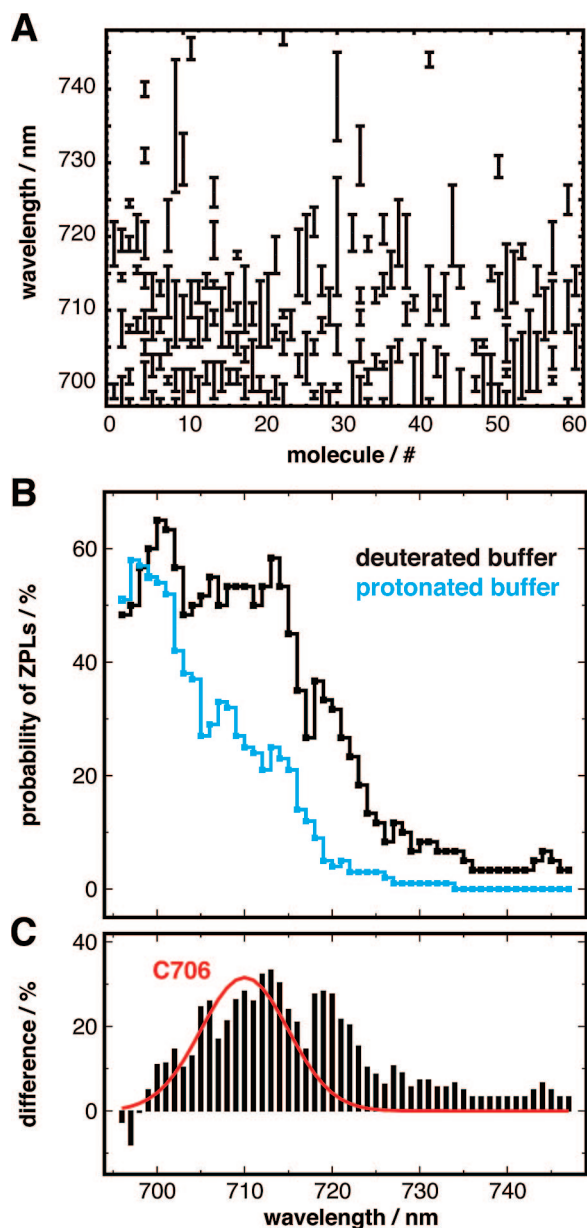 A
wavelength / nm
740
730
720
710
700
0 10 20 30 40 50 60
molecule / #
B
deuterated buffer
protonated buffer
probability of ZPLs / %
60
40
20
0
C
C706
difference / %
40
20
0
700 710 720 730 740
wavelength / nm